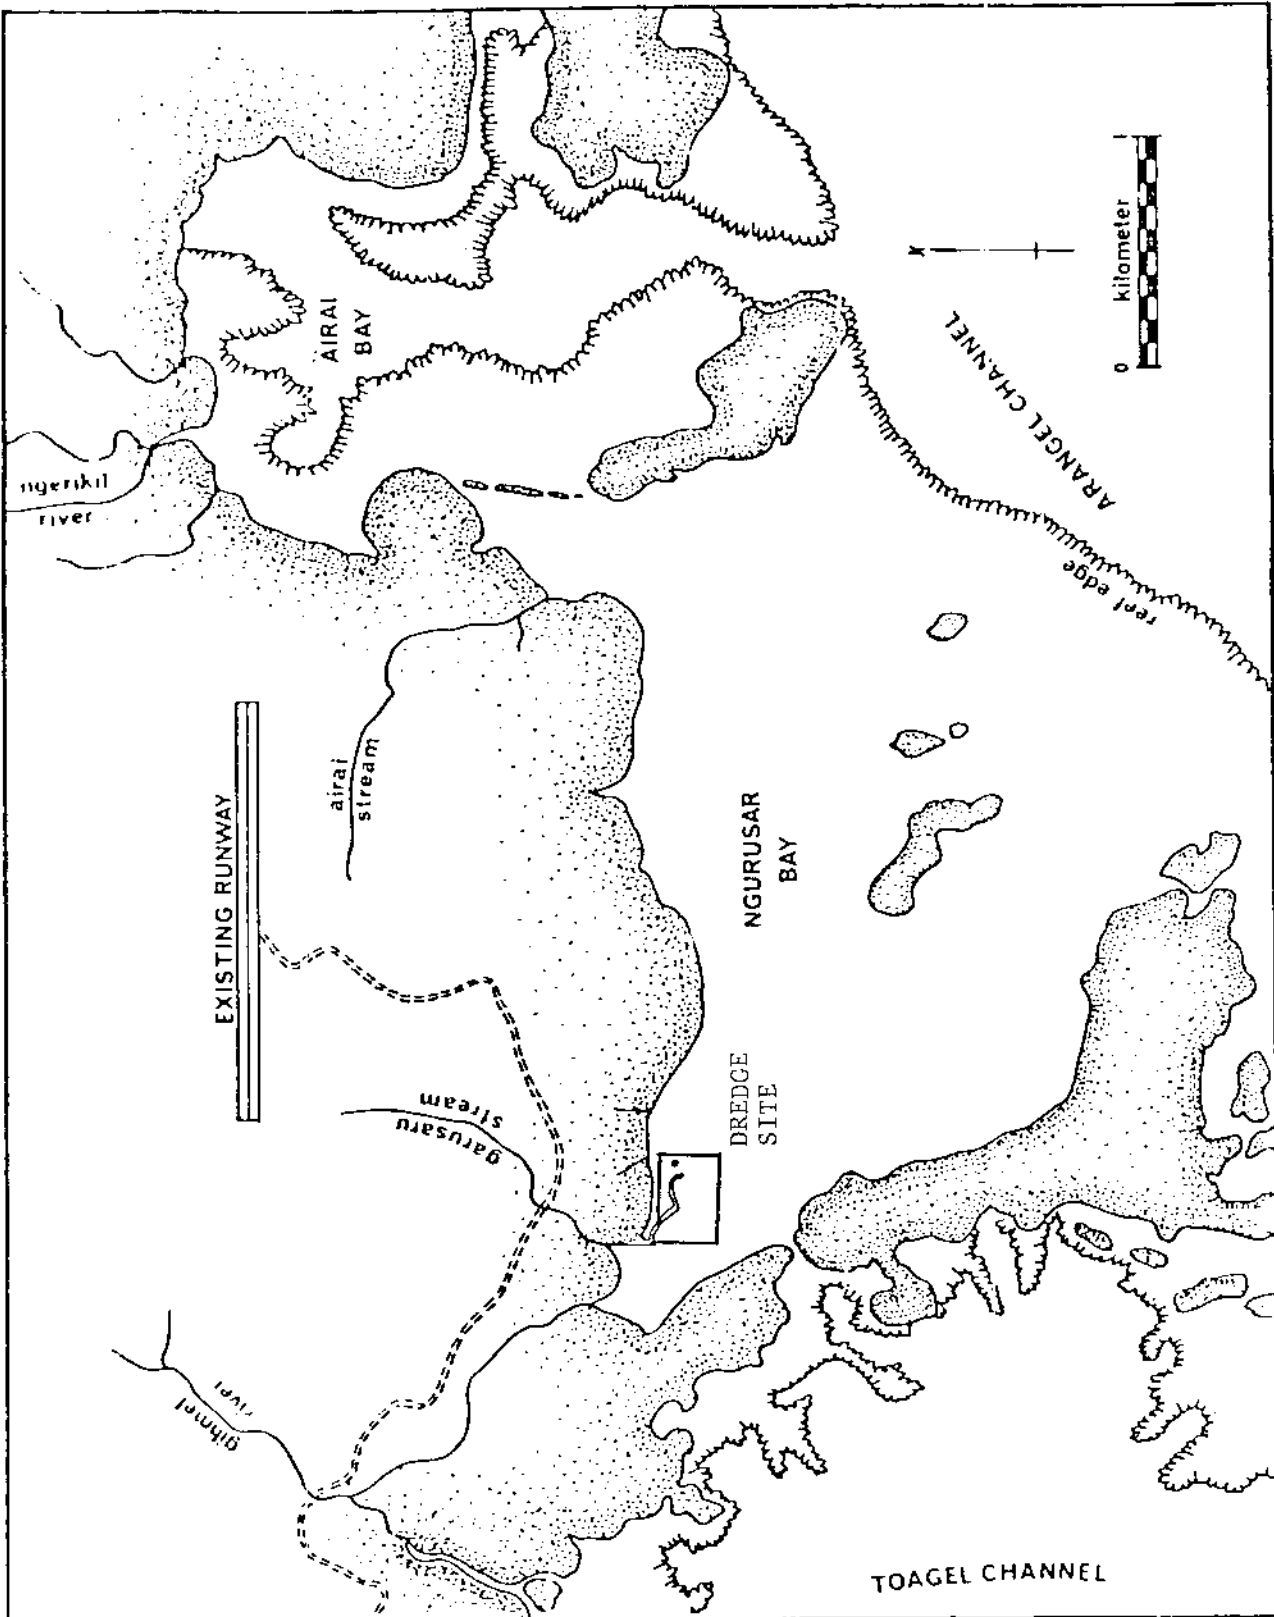 ngerikil
river
AIRAI
BAY
0 kilometer 1
ARANGEL CHANNEL
reef edge
EXISTING RUNWAY
airai
stream
NGURUSAR
BAY
garusaru
stream
DREDGE
SITE
gihmel
river
TOAGEL CHANNEL